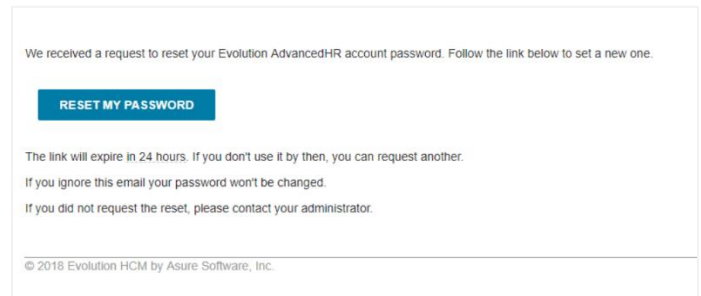 We received a request to reset your Evolution AdvancedHR account password. Follow the link below to set a new one.
RESET MY PASSWORD
The link will expire in 24 hours. If you don't use it by then, you can request another.
If you ignore this email your password won't be changed.
If you did not request the reset, please contact your administrator.
© 2018 Evolution HCM by Asure Software, Inc.